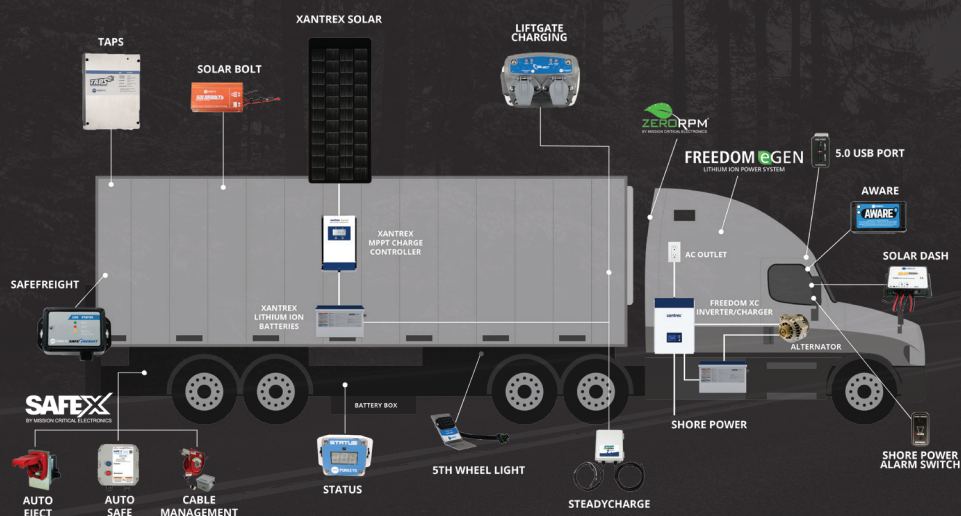 XANTREX SOLAR
LIFTGATE
CHARGING
TAPS
SOLAR BOLT
ZERORPM
BY MISSION CRITICAL ELECTRONICS
FREEDOM eGEN
LITHIUM ION POWER SYSTEM
5.0 USB PORT
AWARE
AWARE
SOLAR DASH
XANTREX
MPPT CHARGE
CONTROLLER
AC OUTLET
SAFEFREIGHT
XANTREX
LITHIUM ION
BATTERIES
xantrex
FREEDOM XC
INVERTER/CHARGER
ALTERNATOR
SAFEX
BY MISSION CRITICAL ELECTRONICS
BATTERY BOX
SHORE POWER
STATUS
5TH WHEEL LIGHT
SHORE POWER
ALARM SWITCH
STATUS
STEADYCHARGE
AUTO
EJECT
AUTO
SAFE
CABLE
MANAGEMENT